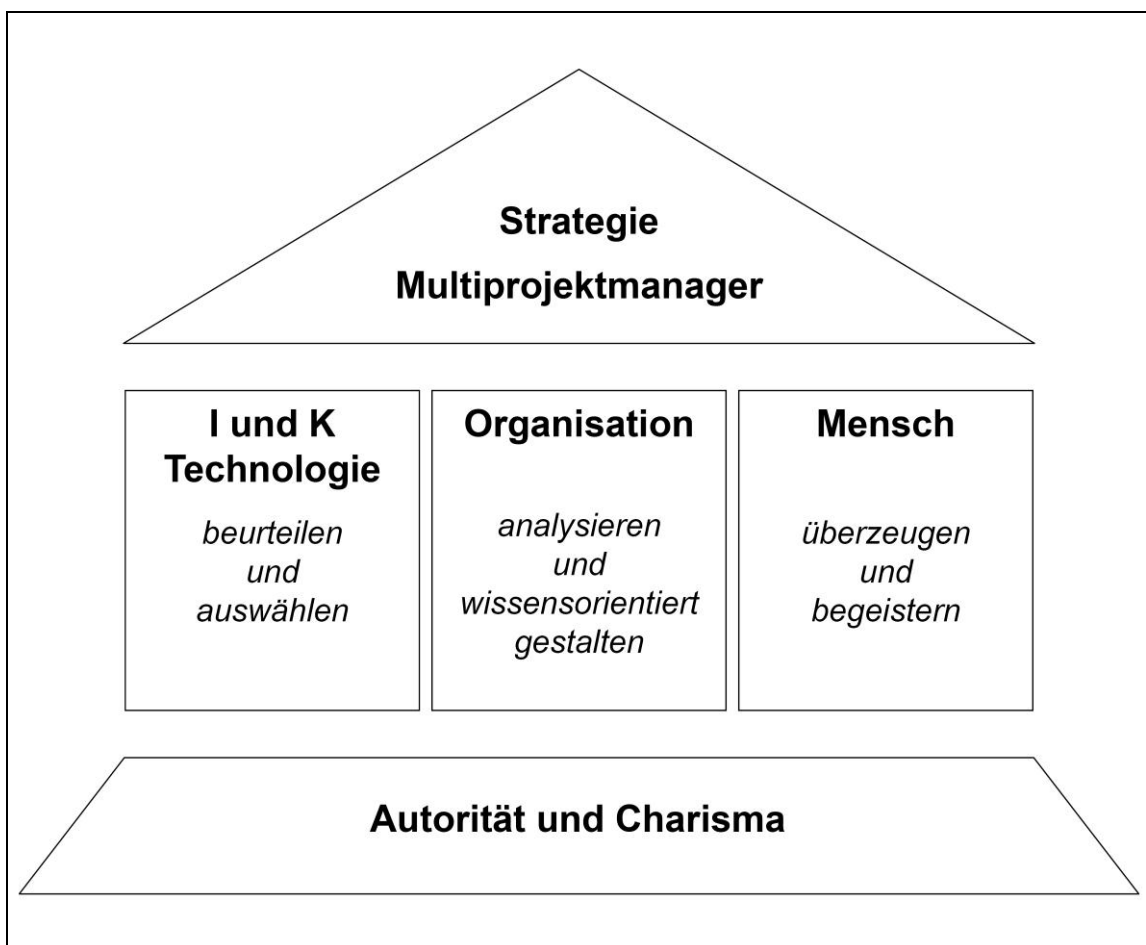 Strategie
Multiprojektmanager
I und K
Technologie
beurteilen
und
auswählen
Organisation
analysieren
und
wissensorientiert
gestalten
Mensch
überzeugen
und
begeistern
Autorität und Charisma